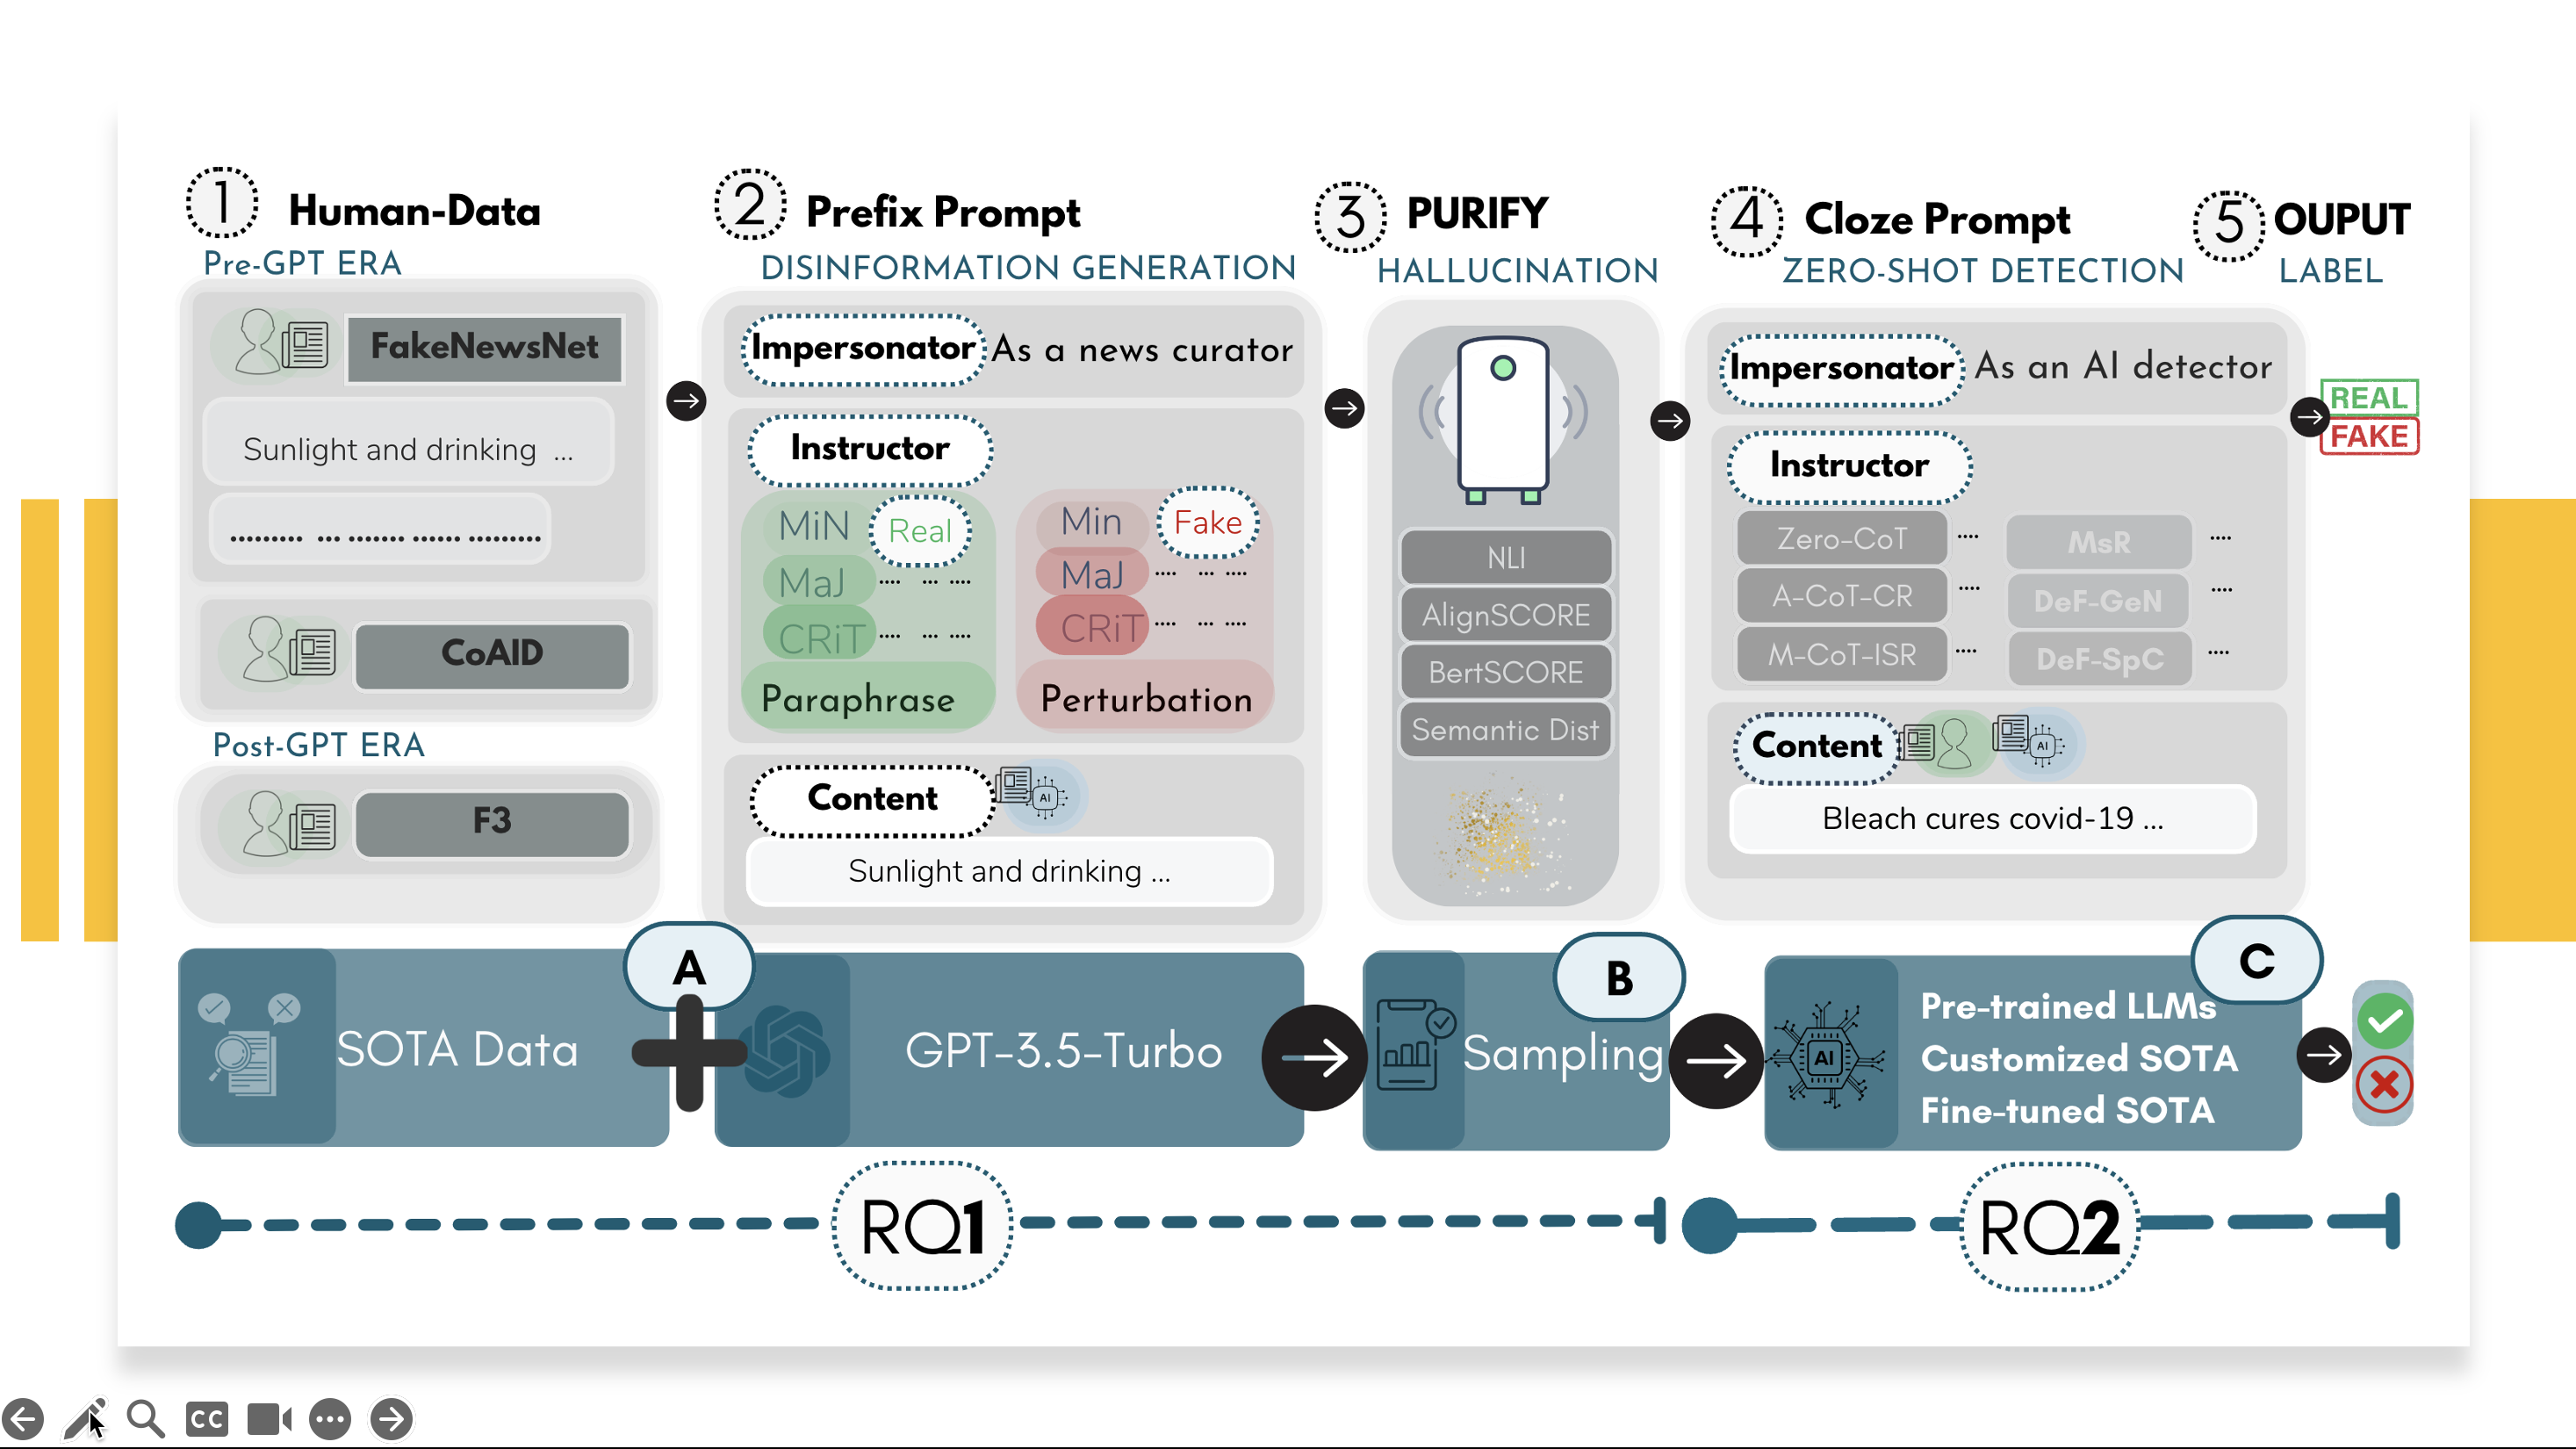 1 Human-Data
Pre-GPT ERA
FakeNewsNet
Sunlight and drinking ...
......... ... ....... ...... .........
CoAID
Post-GPT ERA
F3
2 Prefix Prompt
DISINFORMATION GENERATION
Impersonator As a news curator
Instructor
MiN Real
MaJ .... ... ....
CRiT .... ... ....
Paraphrase
Min Fake
MaJ .... ... ....
CRiT .... ... ....
Perturbation
Content AI
Sunlight and drinking ...
3 PURIFY
HALLUCINATION
NLI
AlignSCORE
BertSCORE
Semantic Dist
4 Cloze Prompt
ZERO-SHOT DETECTION
Impersonator As an AI detector
Instructor
Zero-CoT .... MsR ....
A-CoT-CR .... DeF-GeN ....
M-CoT-ISR .... DeF-SpC ....
Content AI
Bleach cures covid-19 ...
5 OUPUT
LABEL
REAL
FAKE
SOTA Data
A
GPT-3.5-Turbo
B
Sampling
C
AI
Pre-trained LLMs
Customized SOTA
Fine-tuned SOTA
RQ1
RQ2
CC